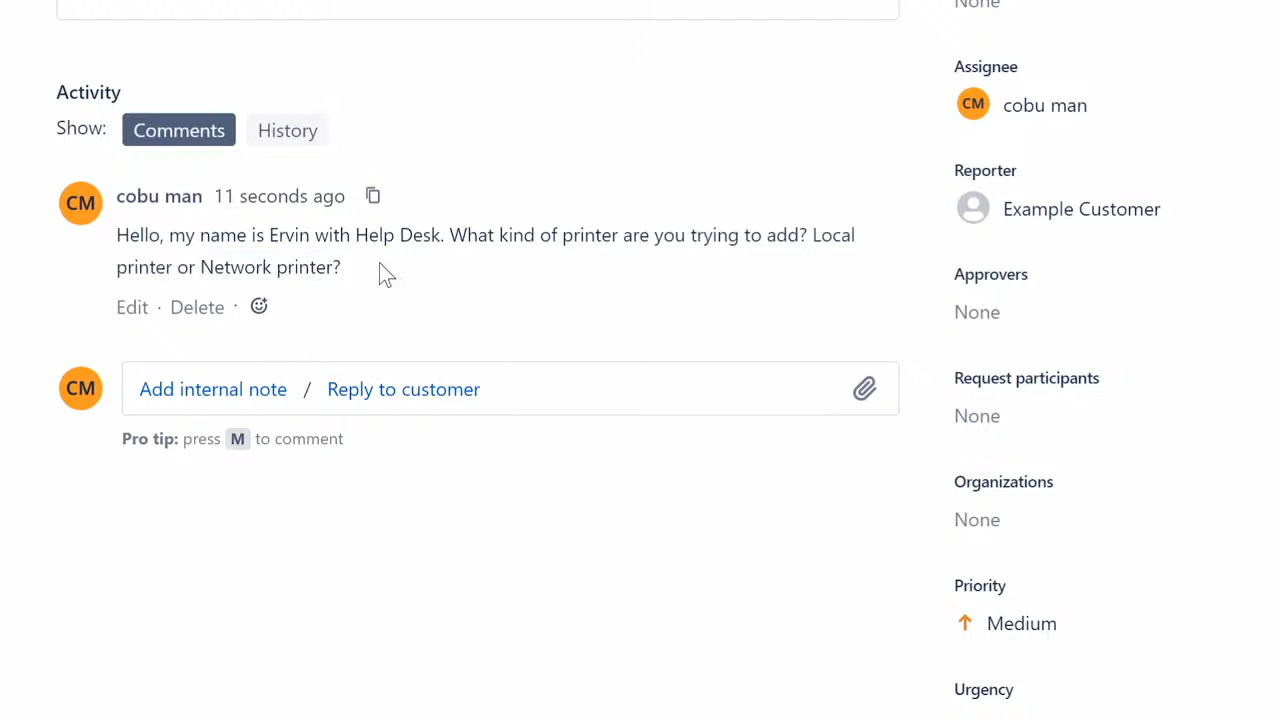 None
Assignee
CM cobu man
Reporter
Example Customer
Approvers
None
Request participants
None
Organizations
None
Priority
Medium
Urgency
Activity
Show: Comments History
CM cobu man 11 seconds ago
Hello, my name is Ervin with Help Desk. What kind of printer are you trying to add? Local
printer or Network printer?
Edit · Delete ·
CM Add internal note / Reply to customer
Pro tip: press M to comment